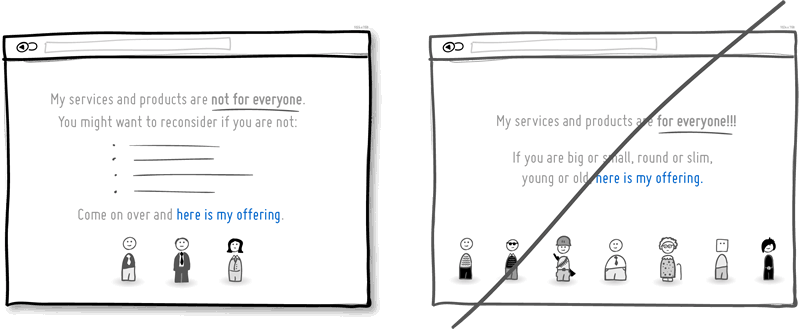 My services and products are not for everyone.
You might want to reconsider if you are not:
Come on over and here is my offering.
My services and products are for everyone!!!
If you are big or small, round or slim,
young or old, here is my offering.